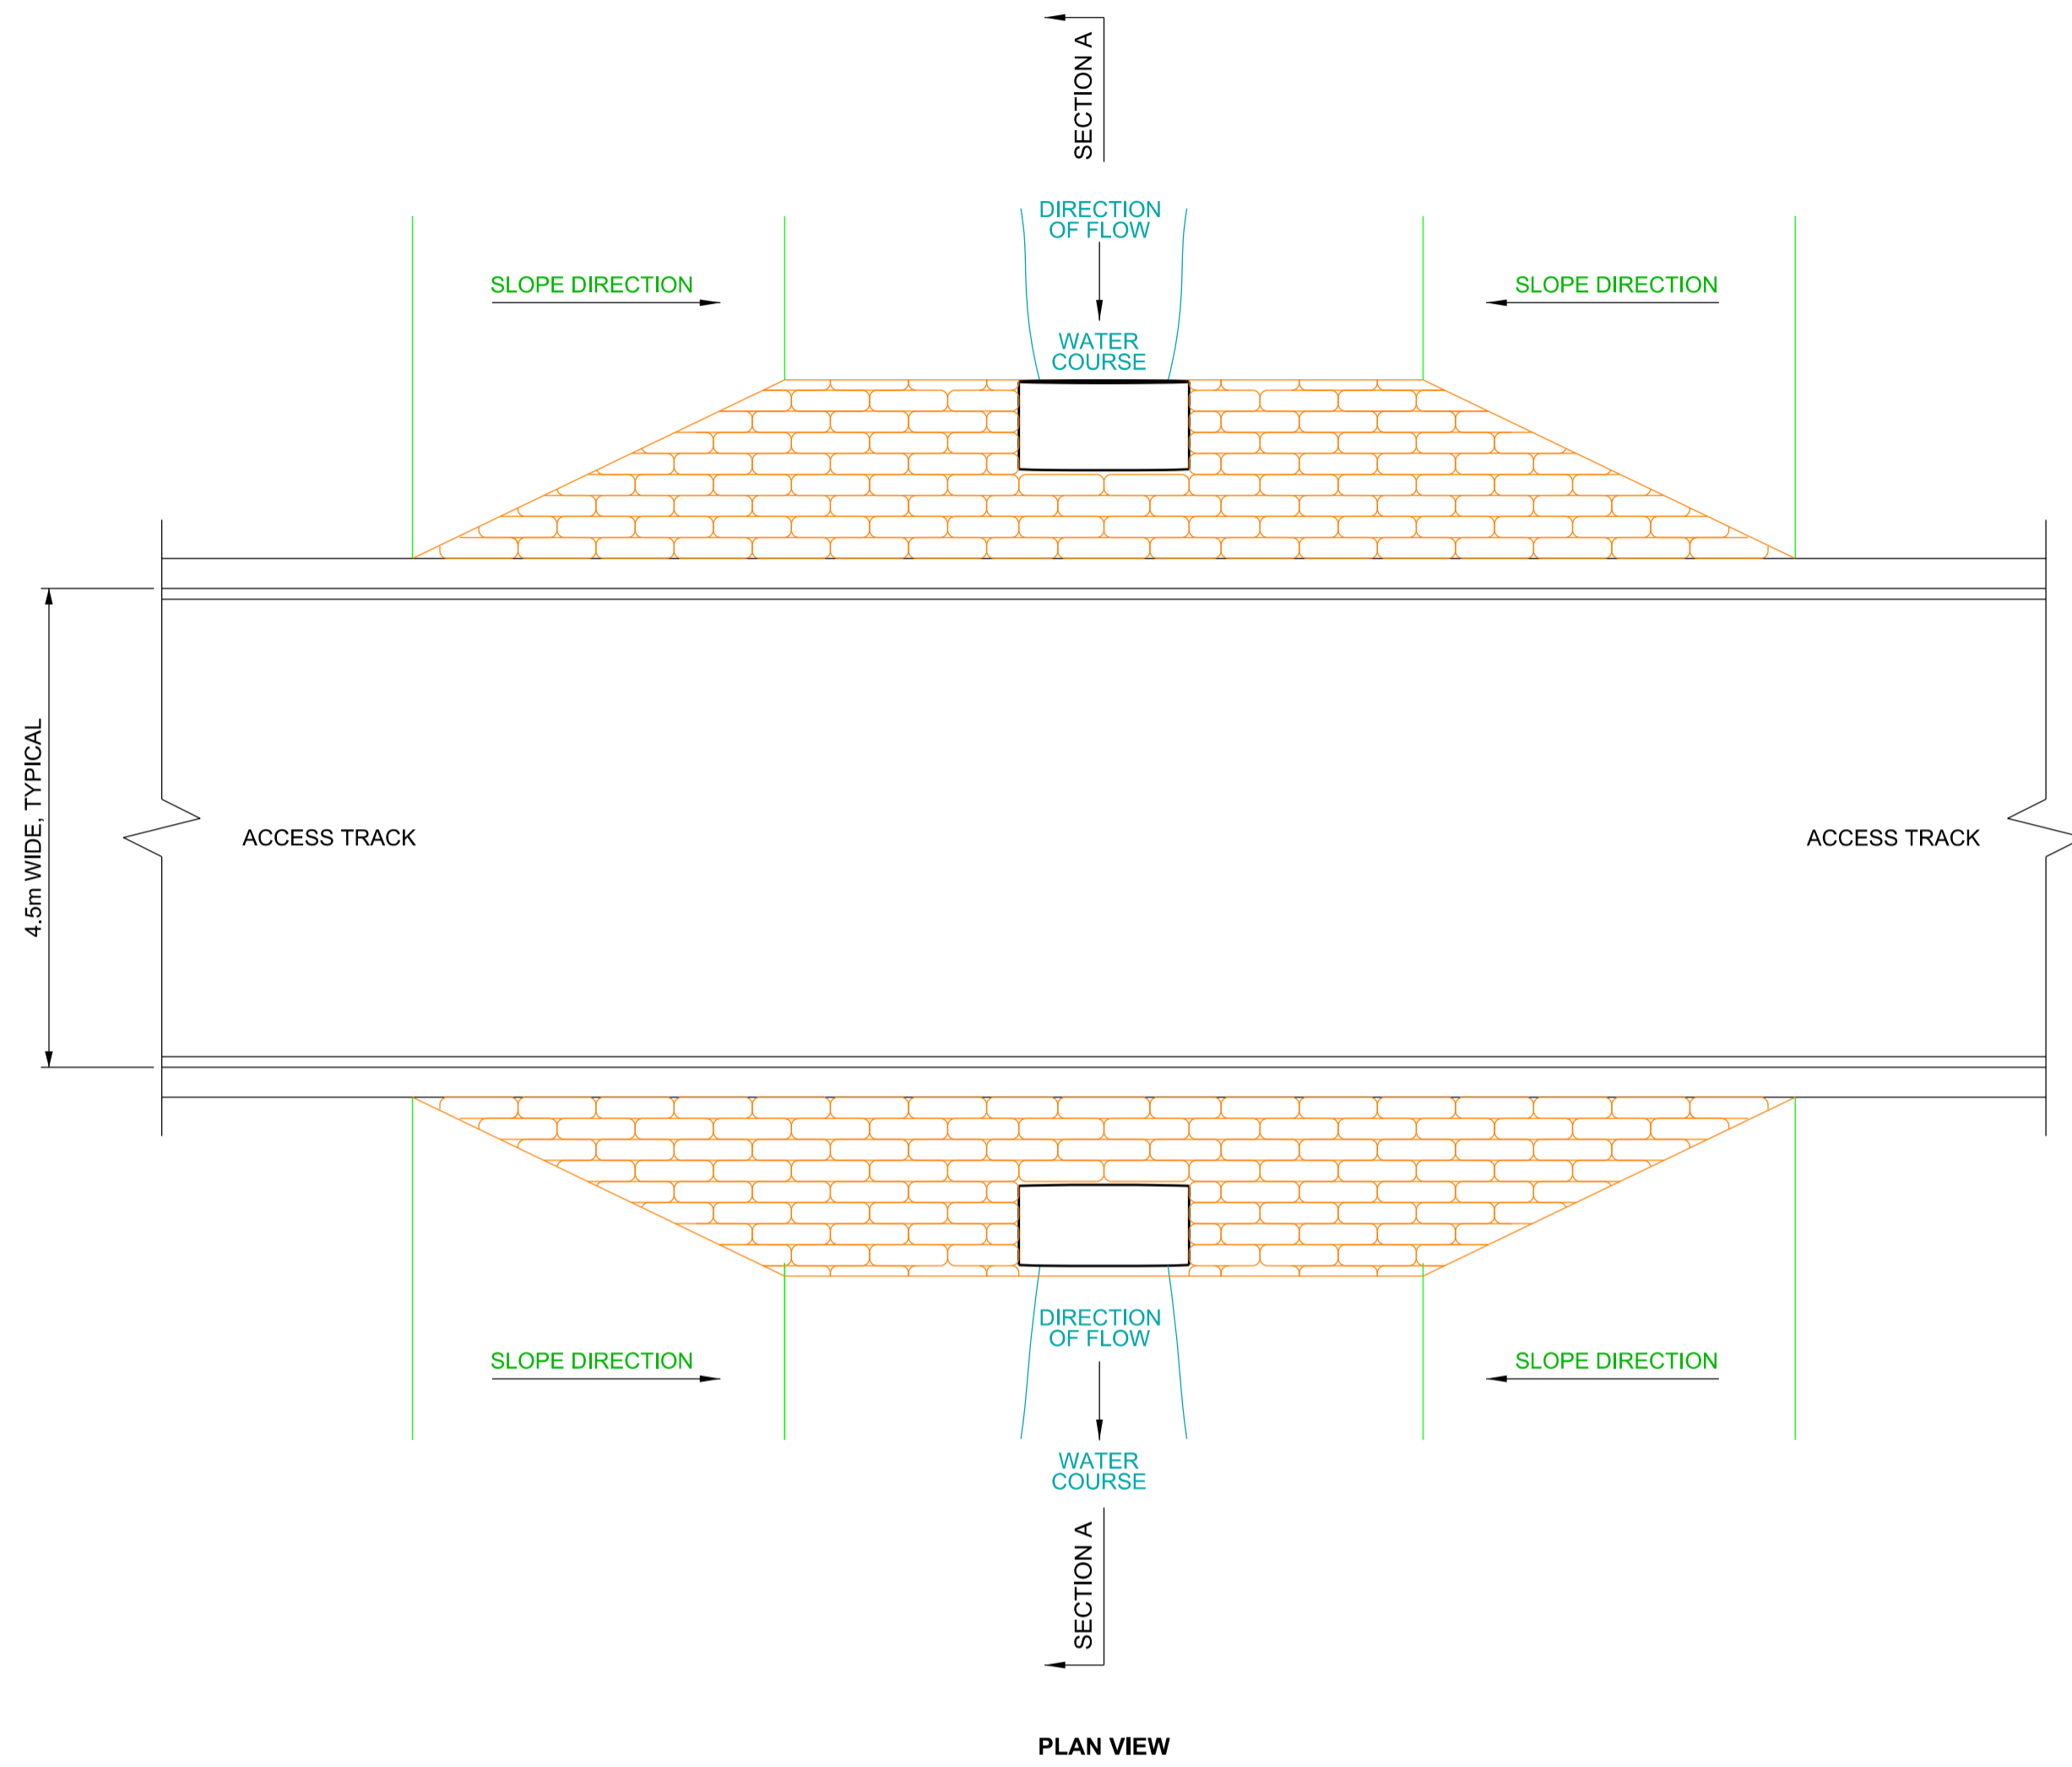 SECTION A
DIRECTION
OF FLOW
SLOPE DIRECTION
SLOPE DIRECTION
WATER
COURSE
4.5m WIDE, TYPICAL
ACCESS TRACK
ACCESS TRACK
DIRECTION
OF FLOW
SLOPE DIRECTION
SLOPE DIRECTION
WATER
COURSE
SECTION A
PLAN VIEW